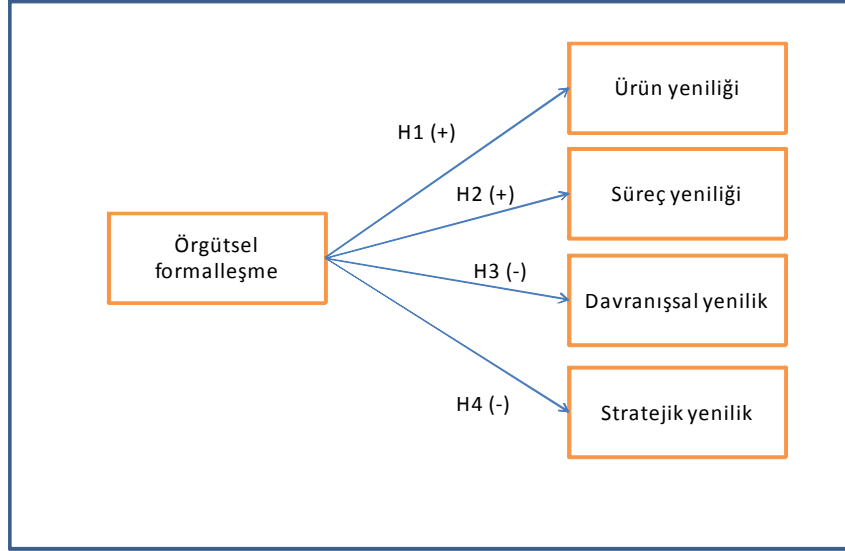 Ürün yeniliği
H1 (+)
H2 (+)
Süreç yeniliği
Örgütsel
formalleşme
H3 (-)
Davranışsal yenilik
H4 (-)
Stratejik yenilik